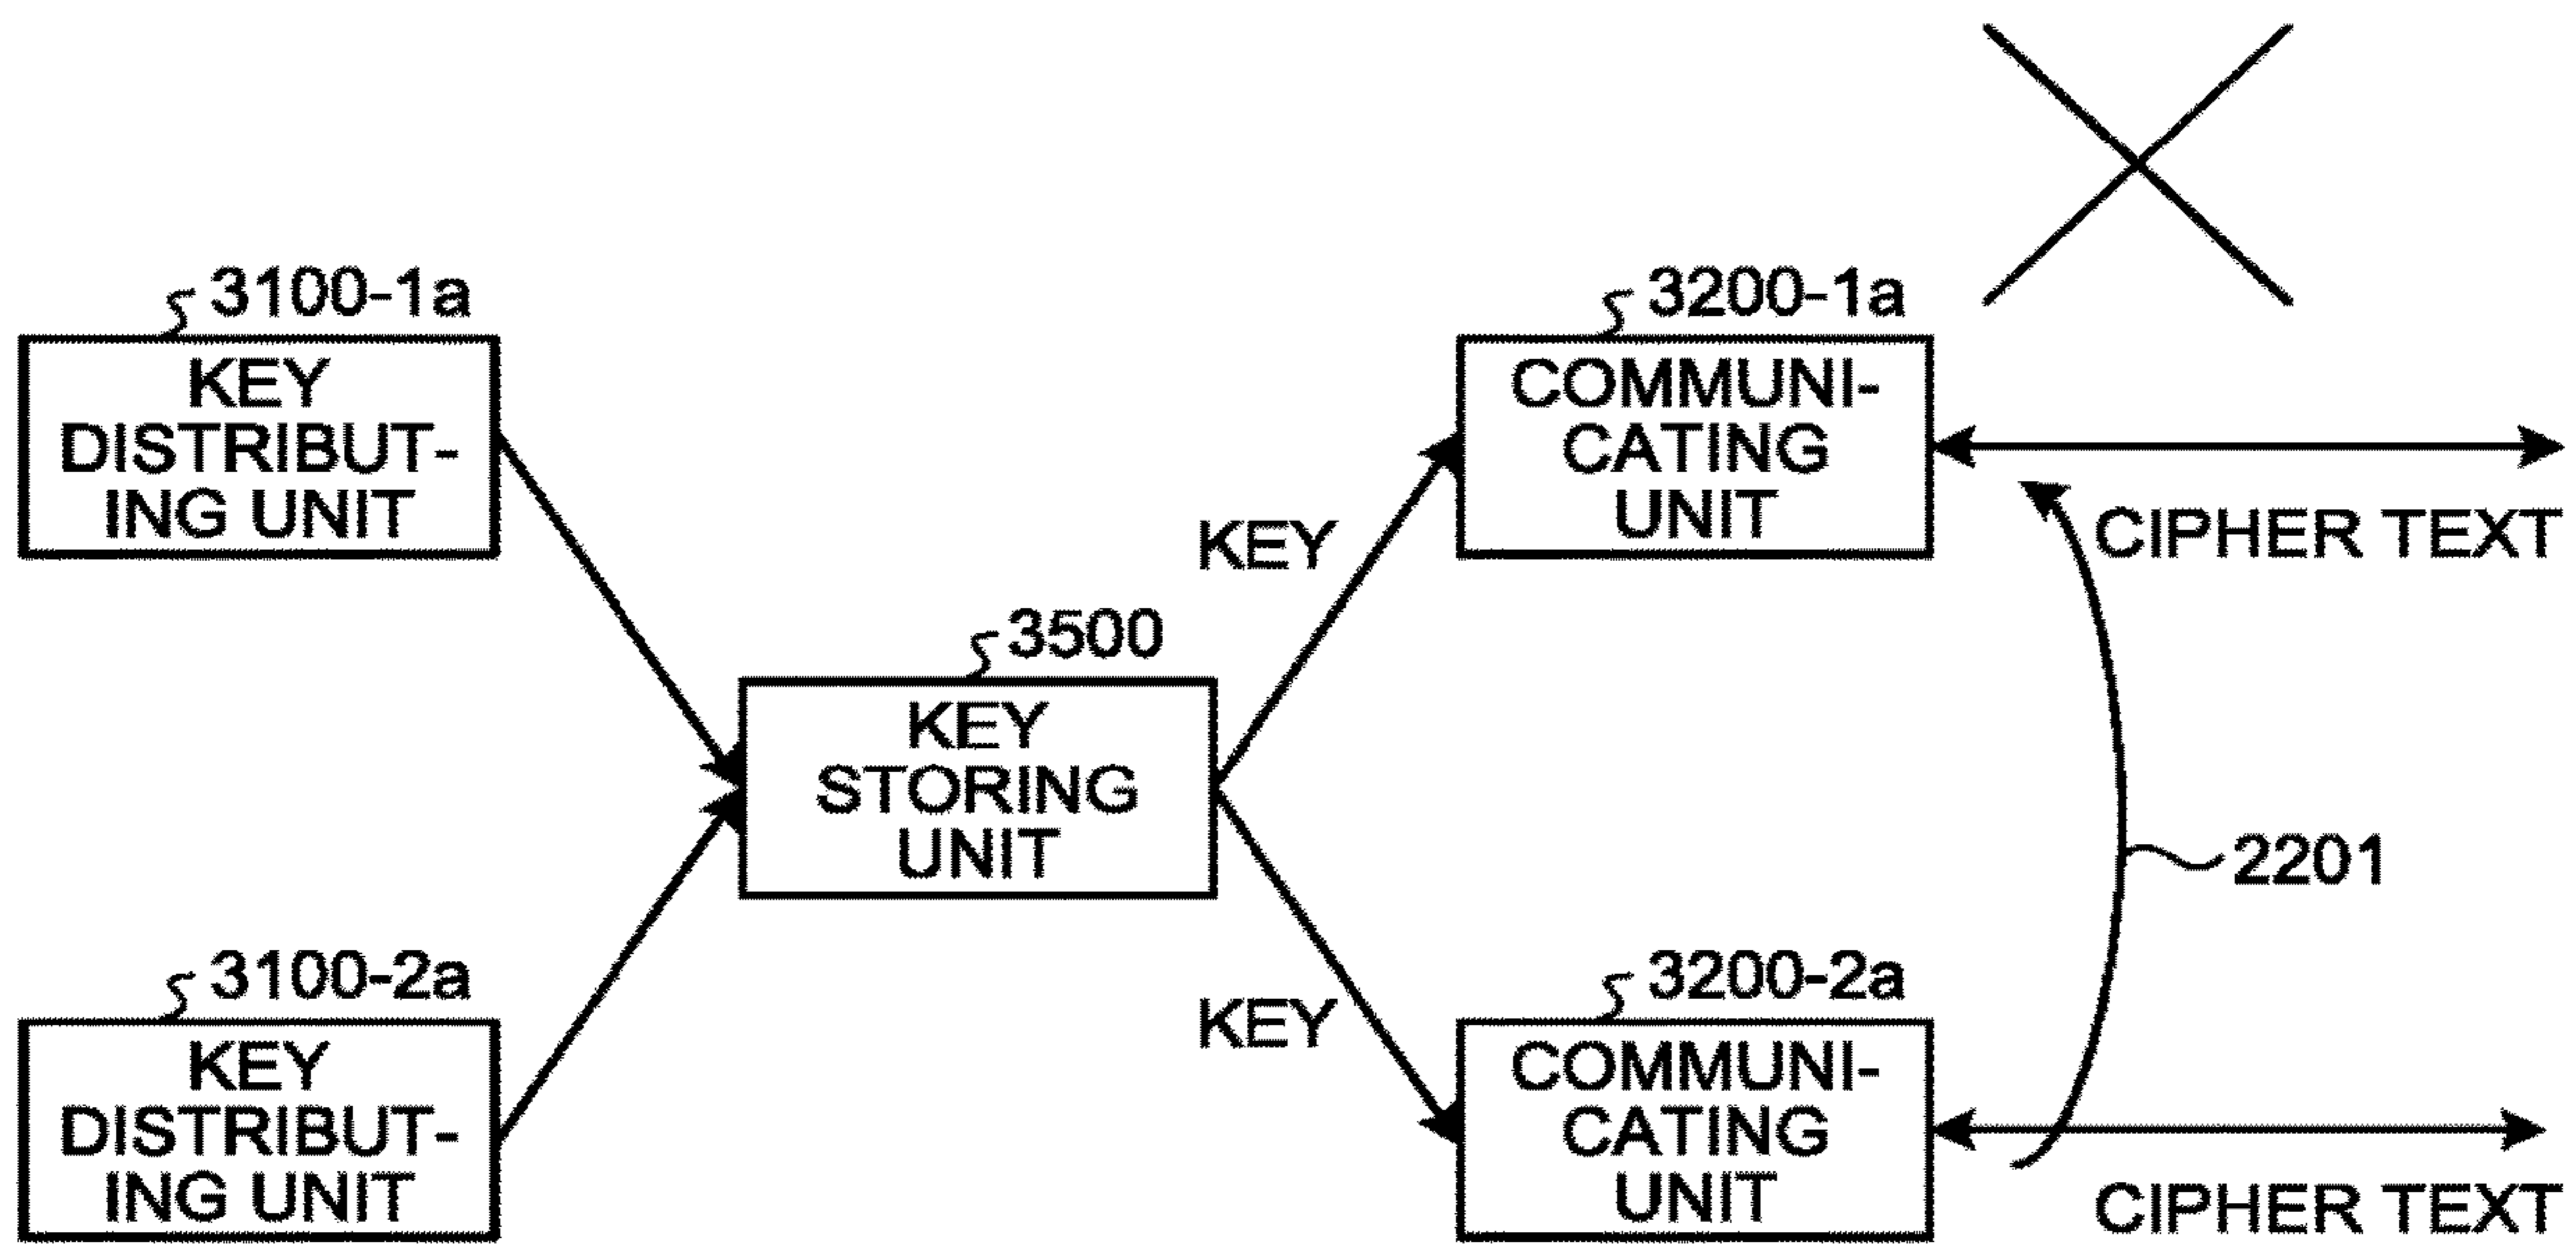 3100-1a
KEY
DISTRIBUT-
ING UNIT
3200-1a
COMMUNI-
CATING
UNIT
KEY
CIPHER TEXT
3500
KEY
STORING
UNIT
2201
3100-2a
KEY
DISTRIBUT-
ING UNIT
KEY
3200-2a
COMMUNI-
CATING
UNIT
CIPHER TEXT